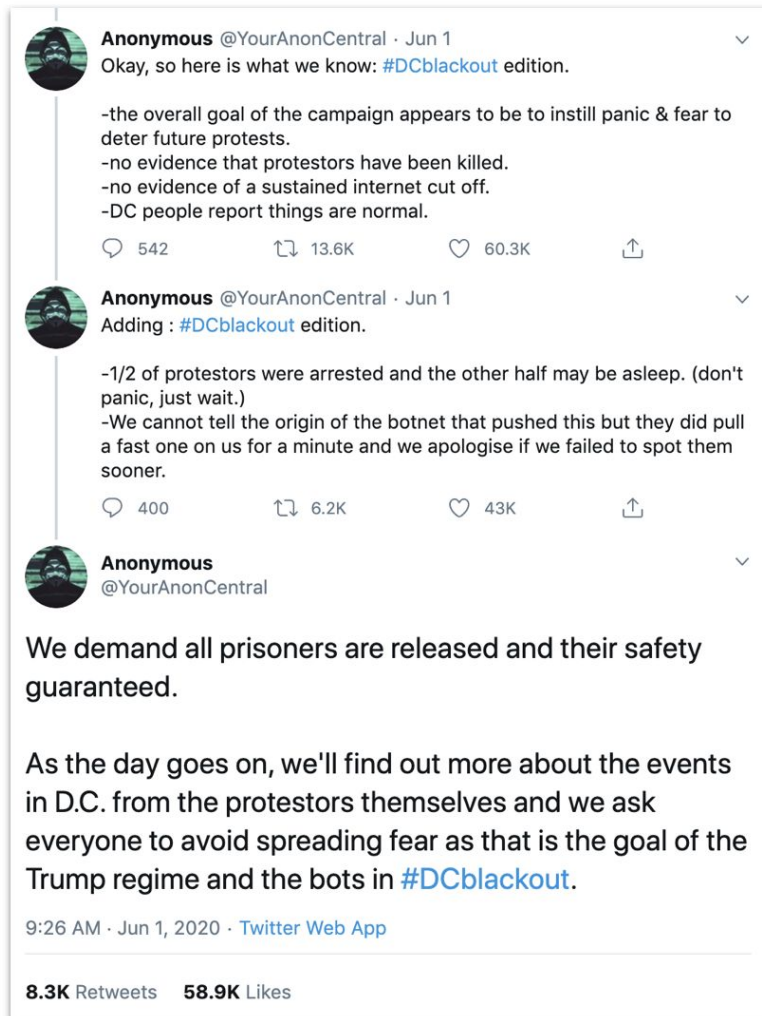 Anonymous @YourAnonCentral · Jun 1
Okay, so here is what we know: #DCblackout edition.
-the overall goal of the campaign appears to be to instill panic & fear to
deter future protests.
-no evidence that protestors have been killed.
-no evidence of a sustained internet cut off.
-DC people report things are normal.
542 13.6K 60.3K
Anonymous @YourAnonCentral · Jun 1
Adding : #DCblackout edition.
-1/2 of protestors were arrested and the other half may be asleep. (don't
panic, just wait.)
-We cannot tell the origin of the botnet that pushed this but they did pull
a fast one on us for a minute and we apologise if we failed to spot them
sooner.
400 6.2K 43K
Anonymous
@YourAnonCentral
We demand all prisoners are released and their safety
guaranteed.
As the day goes on, we'll find out more about the events
in D.C. from the protestors themselves and we ask
everyone to avoid spreading fear as that is the goal of the
Trump regime and the bots in #DCblackout.
9:26 AM · Jun 1, 2020 · Twitter Web App
8.3K Retweets 58.9K Likes